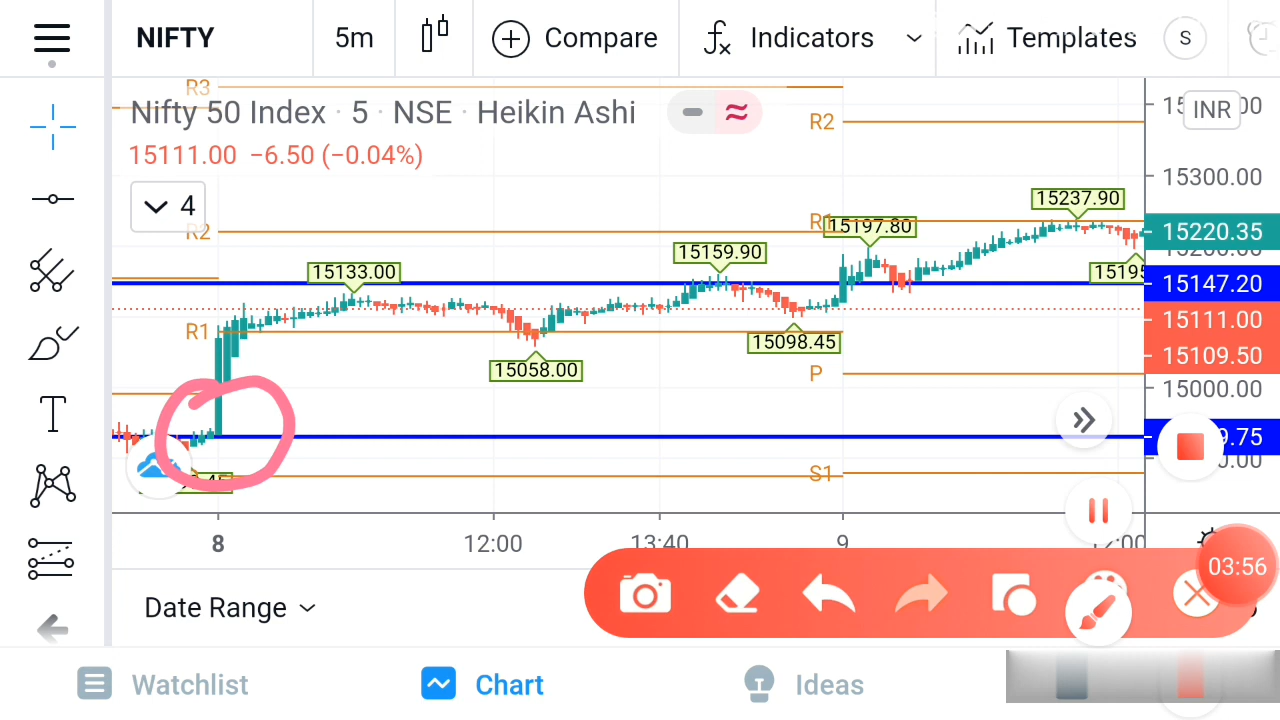 NIFTY 5m Compare Indicators Templates S
R3
Nifty 50 Index · 5 · NSE · Heikin Ashi
R2
INR
15111.00 −6.50 (−0.04%)
15300.00
4
15237.90
R2
R1
15197.80
15220.35
15159.90
15133.00
15147.20
15111.00
R1
15098.45
15109.50
15058.00
P
15000.00
9.75
S1
8 12:00 13:40 9
03:56
Date Range
Watchlist Chart Ideas